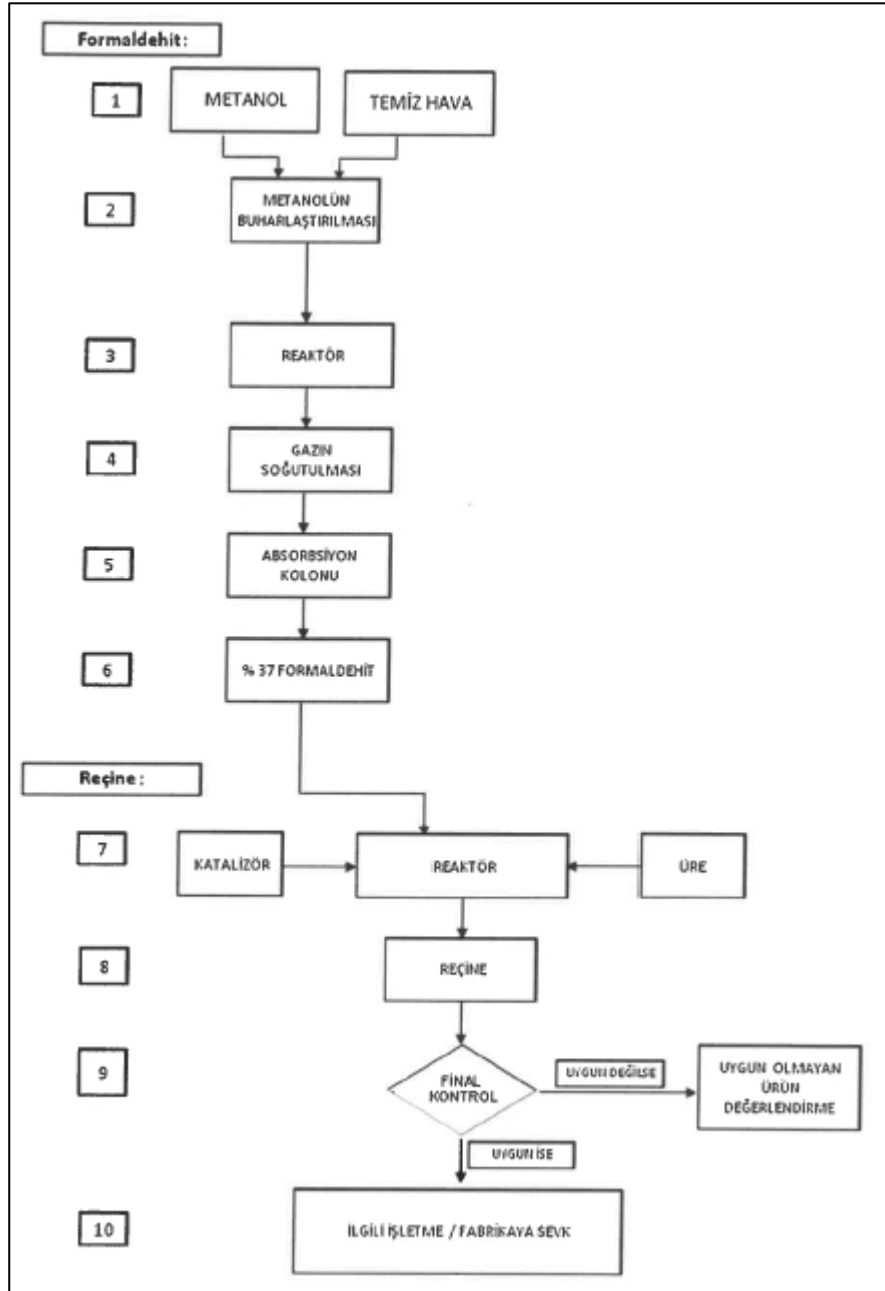 Formaldehit:
1
METANOL
TEMİZ HAVA
2
METANOLÜN
BUHARLAŞTIRILMASI
3
REAKTÖR
4
GAZIN
SOĞUTULMASI
5
ABSORBSİYON
KOLONU
6
% 37 FORMALDEHİT
Reçine :
7
KATALİZÖR
REAKTÖR
ÜRE
8
REÇİNE
9
FİNAL
KONTROL
UYGUN DEĞİLSE
UYGUN OLMAYAN
ÜRÜN
DEĞERLENDİRME
UYGUN İSE
10
İLGİLİ İŞLETME / FABRİKAYA SEVK